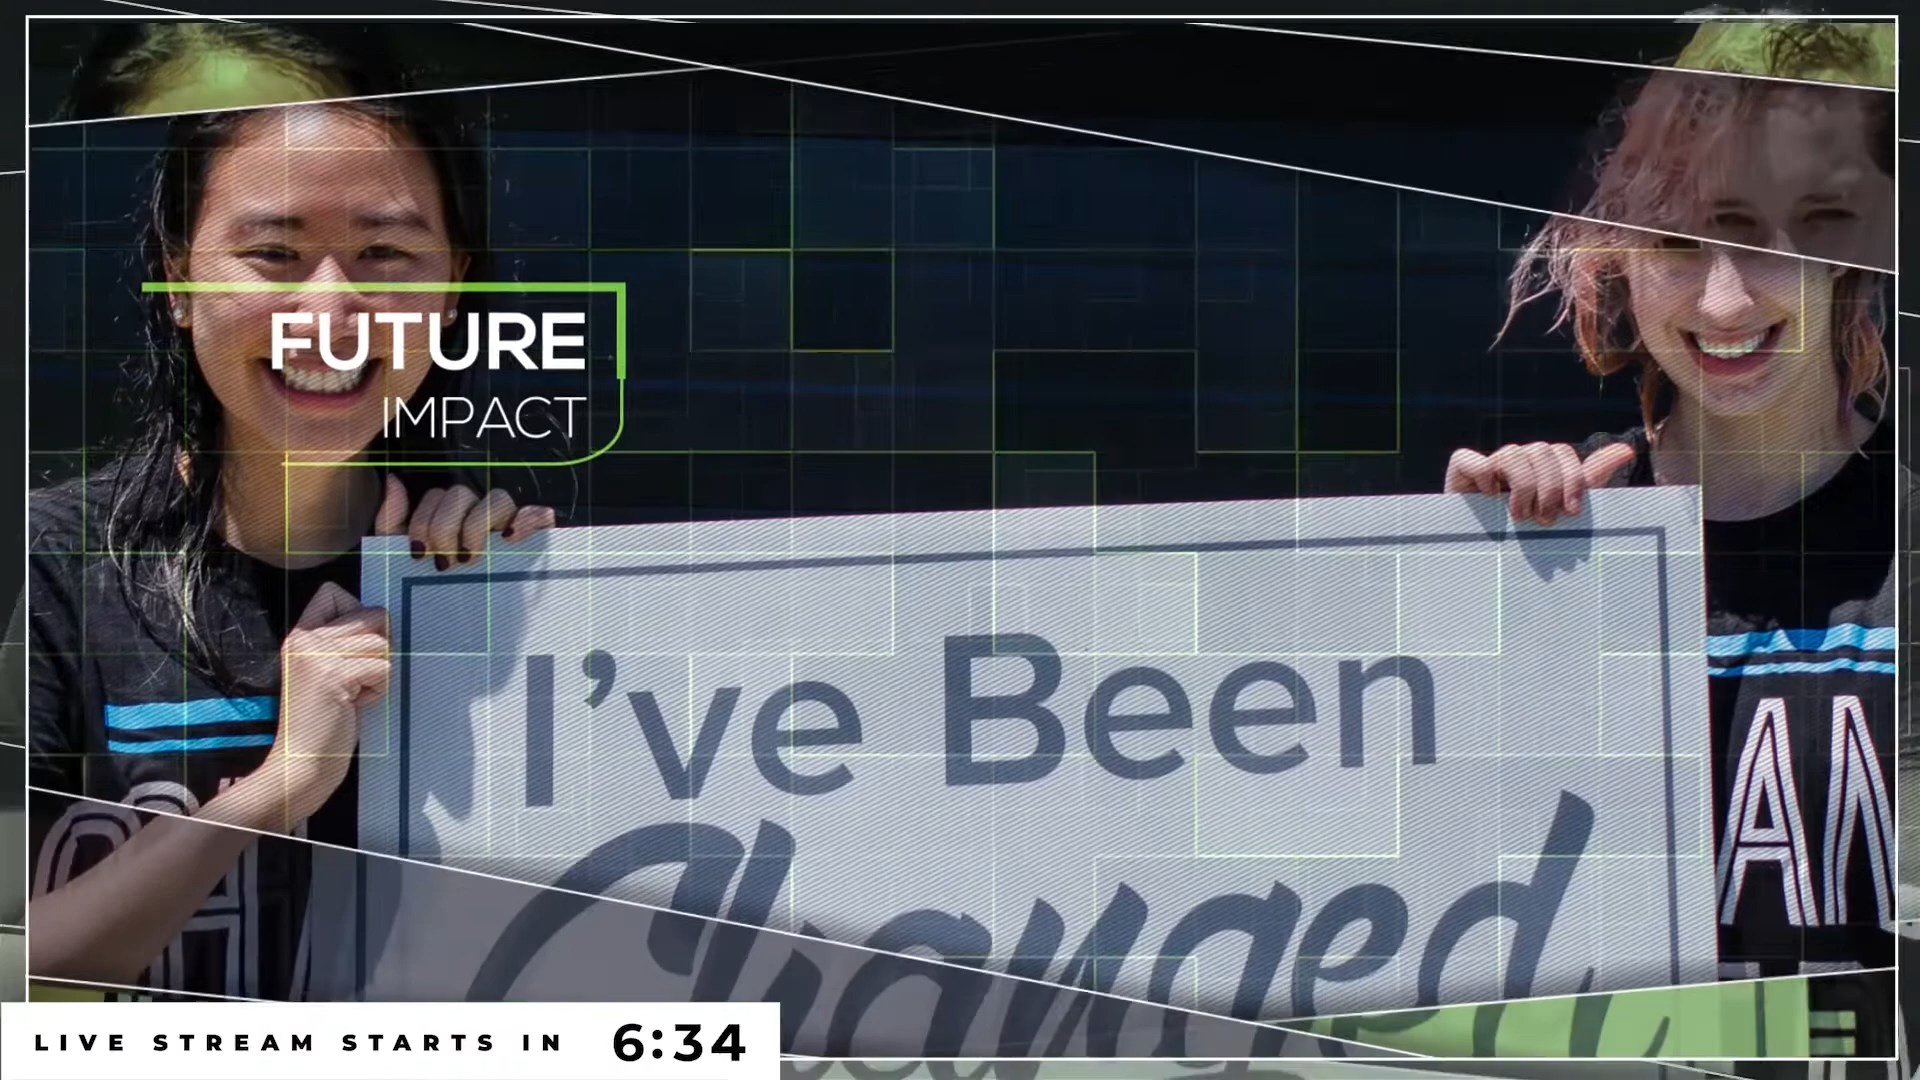 FUTURE
IMPACT
I've Been
Changed
LIVE STREAM STARTS IN 6:34